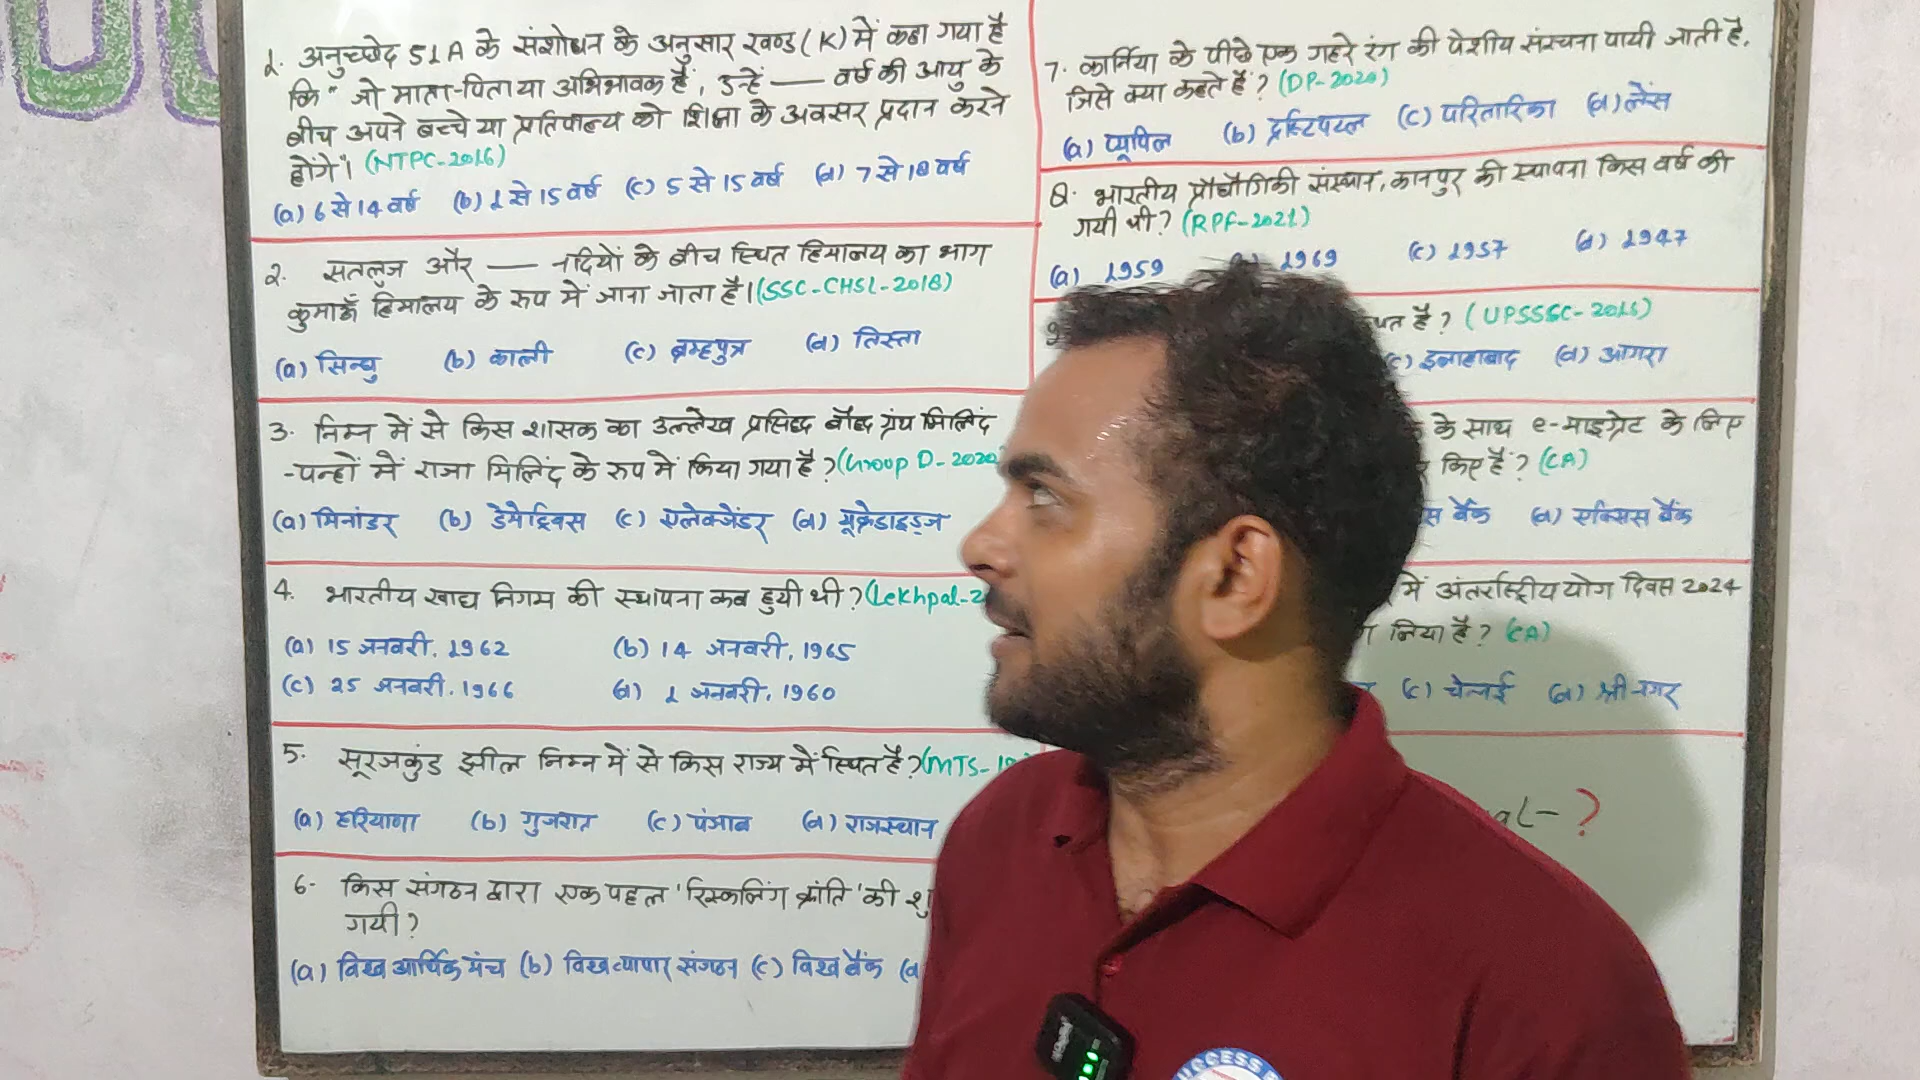 1. अनुच्छेद 51A के संशोधन के अनुसार खण्ड (K) में कहा गया है
कि " जो माता-पिता या अभिभावक हैं, उन्हें —— वर्ष की आयु के
बीच अपने बच्चे या प्रतिपाल्य को शिक्षा के अवसर प्रदान करने
होंगे"। (NTPC-2016)
(a) 6 से 14 वर्ष (b) 1 से 15 वर्ष (c) 5 से 15 वर्ष (d) 7 से 18 वर्ष
2. सतलुज और —— नदियों के बीच स्थित हिमालय का भाग
कुमाऊँ हिमालय के रूप में जाना जाता है। (SSC-CHSL-2018)
(a) सिन्धु (b) काली (c) ब्रम्हपुत्र (d) तिस्ता
3. निम्न में से किस शासक का उल्लेख प्रसिद्ध बौद्ध ग्रंथ मिलिंद
-पन्हों में राजा मिलिंद के रूप में किया गया है? (Group D-2020
(a) मिनांडर (b) डेमेट्रियस (c) एलेक्जेंडर (d) यूक्रेडाइड्ज
4. भारतीय खाद्य निगम की स्थापना कब हुयी थी? (Lekhpal-2
(a) 15 जनवरी, 1962 (b) 14 जनवरी, 1965
(c) 25 जनवरी, 1966 (d) 1 जनवरी, 1960
5. सूरजकुंड झील निम्न में से किस राज्य में स्थित है? (MTS-19
(a) हरियाणा (b) गुजरात (c) पंजाब (d) राजस्थान
6- किस संगठन द्वारा एक पहल 'रिस्कलिंग क्रांति' की शु
गयी?
(a) विश्व आर्थिक मंच (b) विश्व व्यापार संगठन (c) विश्व बैंक (d
7. कार्निया के पीछे एक गहरे रंग की पेशीय संरचना पायी जाती है,
जिसे क्या कहते हैं? (DP-2020)
(a) प्यूपिल (b) दृष्टिपटल (c) परितारिका (d) लेंस
8. भारतीय प्रौद्योगिकी संस्थान, कानपुर की स्थापना किस वर्ष की
गयी थी? (RPF-2021)
(a) 1959 1969 (c) 1957 (d) 1947
है? (UPSSSC-2016)
(c) इलाहाबाद (d) आगरा
के साथ e-माइग्रेट के लिए
किए हैं? (CA)
बैंक (d) एक्सिस बैंक
में अंतर्राष्ट्रीय योग दिवस 2024
लिया है? (CA)
(c) चेन्नई (d) श्रीनगर
al-?